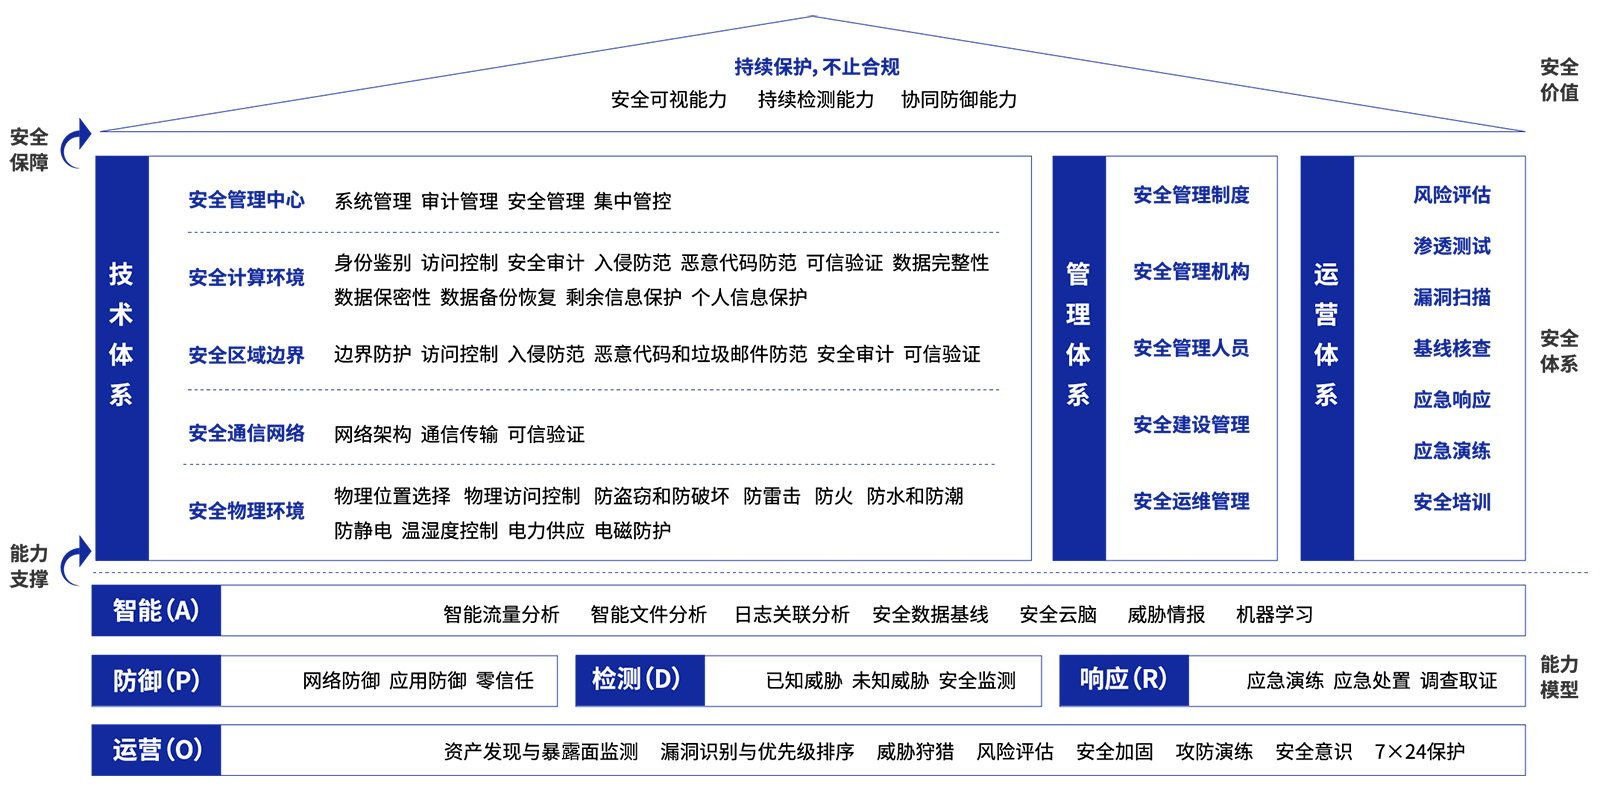 持续保护,不止合规
安全可视能力 持续检测能力 协同防御能力
安全
价值
安全
保障
技术体系
安全管理中心 系统管理 审计管理 安全管理 集中管控
安全计算环境 身份鉴别 访问控制 安全审计 入侵防范 恶意代码防范 可信验证 数据完整性
数据保密性 数据备份恢复 剩余信息保护 个人信息保护
安全区域边界 边界防护 访问控制 入侵防范 恶意代码和垃圾邮件防范 安全审计 可信验证
安全通信网络 网络架构 通信传输 可信验证
安全物理环境 物理位置选择 物理访问控制 防盗窃和防破坏 防雷击 防火 防水和防潮
防静电 温湿度控制 电力供应 电磁防护
管理体系
安全管理制度
安全管理机构
安全管理人员
安全建设管理
安全运维管理
运营体系
风险评估
渗透测试
漏洞扫描
基线核查
应急响应
应急演练
安全培训
安全
体系
能力
支撑
智能(A) 智能流量分析 智能文件分析 日志关联分析 安全数据基线 安全云脑 威胁情报 机器学习
防御(P) 网络防御 应用防御 零信任
检测(D) 已知威胁 未知威胁 安全监测
响应(R) 应急演练 应急处置 调查取证
能力
模型
运营(O) 资产发现与暴露面监测 漏洞识别与优先级排序 威胁狩猎 风险评估 安全加固 攻防演练 安全意识 7×24保护